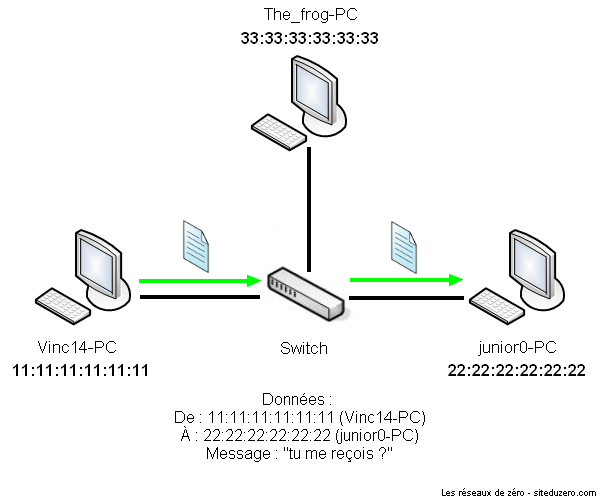 The_frog-PC
33:33:33:33:33:33
Vinc14-PC
11:11:11:11:11:11
Switch
junior0-PC
22:22:22:22:22:22
Données :
De : 11:11:11:11:11:11 (Vinc14-PC)
À : 22:22:22:22:22:22 (junior0-PC)
Message : "tu me reçois ?"
Les réseaux de zéro - siteduzero.com